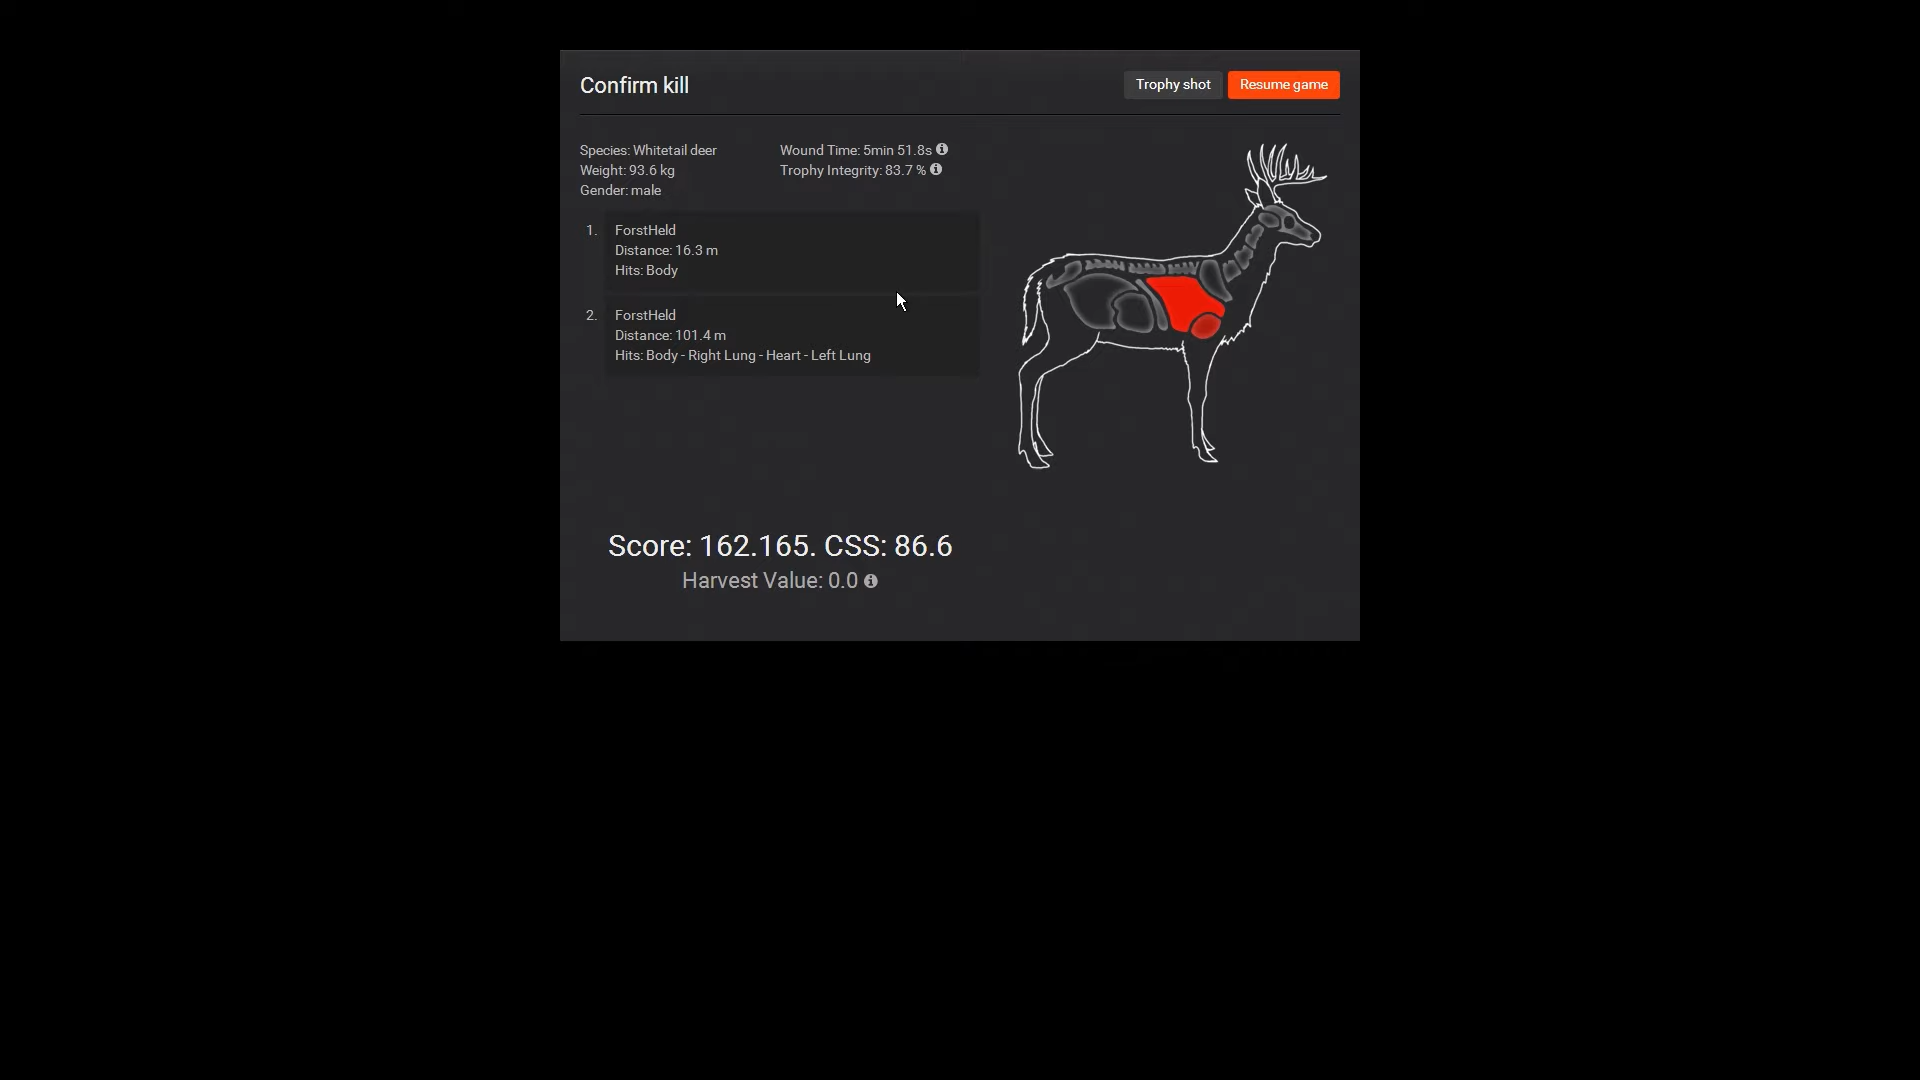 Confirm kill
Trophy shot
Resume game
Species: Whitetail deer
Weight: 93.6 kg
Gender: male
Wound Time: 5min 51.8s
Trophy Integrity: 83.7 %
1. ForstHeld
Distance: 16.3 m
Hits: Body
2. ForstHeld
Distance: 101.4 m
Hits: Body - Right Lung - Heart - Left Lung
Score: 162.165. CSS: 86.6
Harvest Value: 0.0